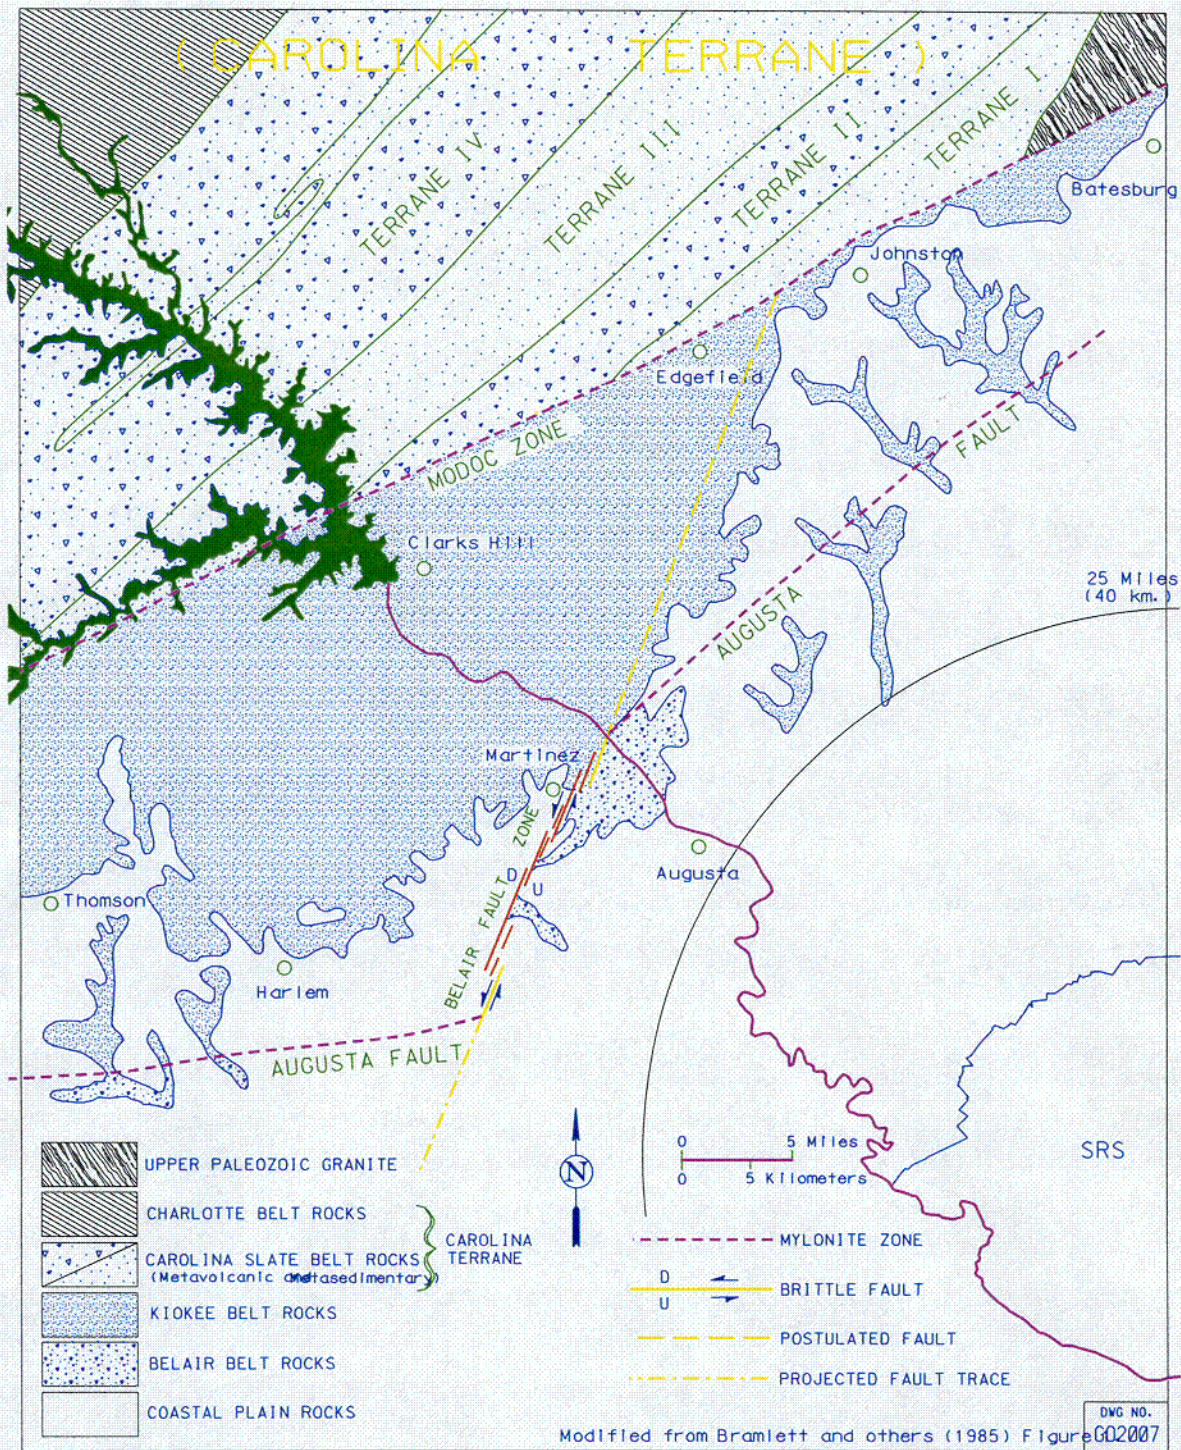 ( CAROLINA TERRANE )
TERRANE IV
TERRANE III
TERRANE II
TERRANE I
Batesburg
Johnston
Edgefield
MODOC ZONE
FAULT
Clarks Hill
25 Miles
(40 km.)
AUGUSTA
Martinez
ZONE
Augusta
D
U
FAULT
Thomson
BELAIR
Harlem
AUGUSTA FAULT
N
0 5 Miles
0 5 Kilometers
SRS
UPPER PALEOZOIC GRANITE
CHARLOTTE BELT ROCKS
CAROLINA SLATE BELT ROCKS
(Metavolcanic and Metasedimentary)
CAROLINA
TERRANE
KIOKEE BELT ROCKS
BELAIR BELT ROCKS
COASTAL PLAIN ROCKS
MYLONITE ZONE
D
U
BRITTLE FAULT
POSTULATED FAULT
PROJECTED FAULT TRACE
Modified from Bramlett and others (1985) Figure
DWG NO.
GO2007